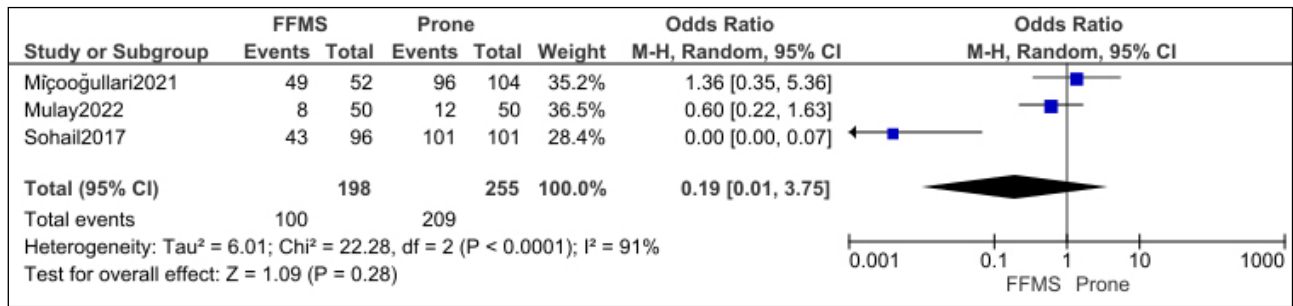 FFMS Prone Odds Ratio Odds Ratio
Study or Subgroup Events Total Events Total Weight M-H, Random, 95% CI M-H, Random, 95% CI
Mïçooğullari2021 49 52 96 104 35.2% 1.36 [0.35, 5.36]
Mulay2022 8 50 12 50 36.5% 0.60 [0.22, 1.63]
Sohail2017 43 96 101 101 28.4% 0.00 [0.00, 0.07]
Total (95% CI) 198 255 100.0% 0.19 [0.01, 3.75]
Total events 100 209
Heterogeneity: Tau² = 6.01; Chi² = 22.28, df = 2 (P < 0.0001); I² = 91%
Test for overall effect: Z = 1.09 (P = 0.28)
0.001 0.1 1 10 1000
FFMS Prone